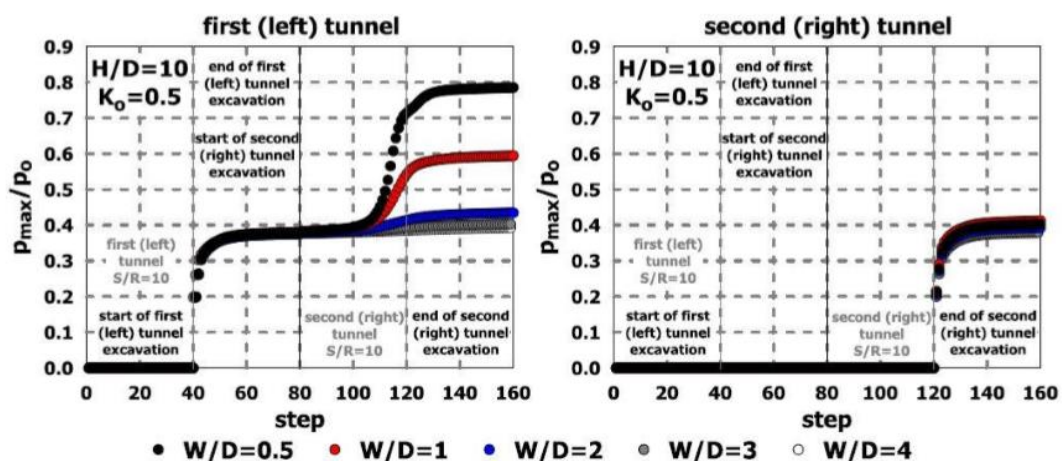 first (left) tunnel
0.9
0.8
0.7
0.6
0.5
0.4
0.3
0.2
0.1
0.0
pmax/po
H/D=10
Ko=0.5
end of first
(left) tunnel
excavation
start of second
(right) tunnel
excavation
first (left)
tunnel
S/R=10
start of first
(left) tunnel
excavation
second (right)
tunnel
S/R=10
end of second
(right) tunnel
excavation
0 20 40 60 80 100 120 140 160
step
second (right) tunnel
0.9
0.8
0.7
0.6
0.5
0.4
0.3
0.2
0.1
0.0
pmax/po
H/D=10
Ko=0.5
end of first
(left) tunnel
excavation
start of second
(right) tunnel
excavation
first (left)
tunnel
S/R=10
start of first
(left) tunnel
excavation
second (right)
tunnel
S/R=10
end of second
(right) tunnel
excavation
0 20 40 60 80 100 120 140 160
step
W/D=0.5 W/D=1 W/D=2 W/D=3 W/D=4